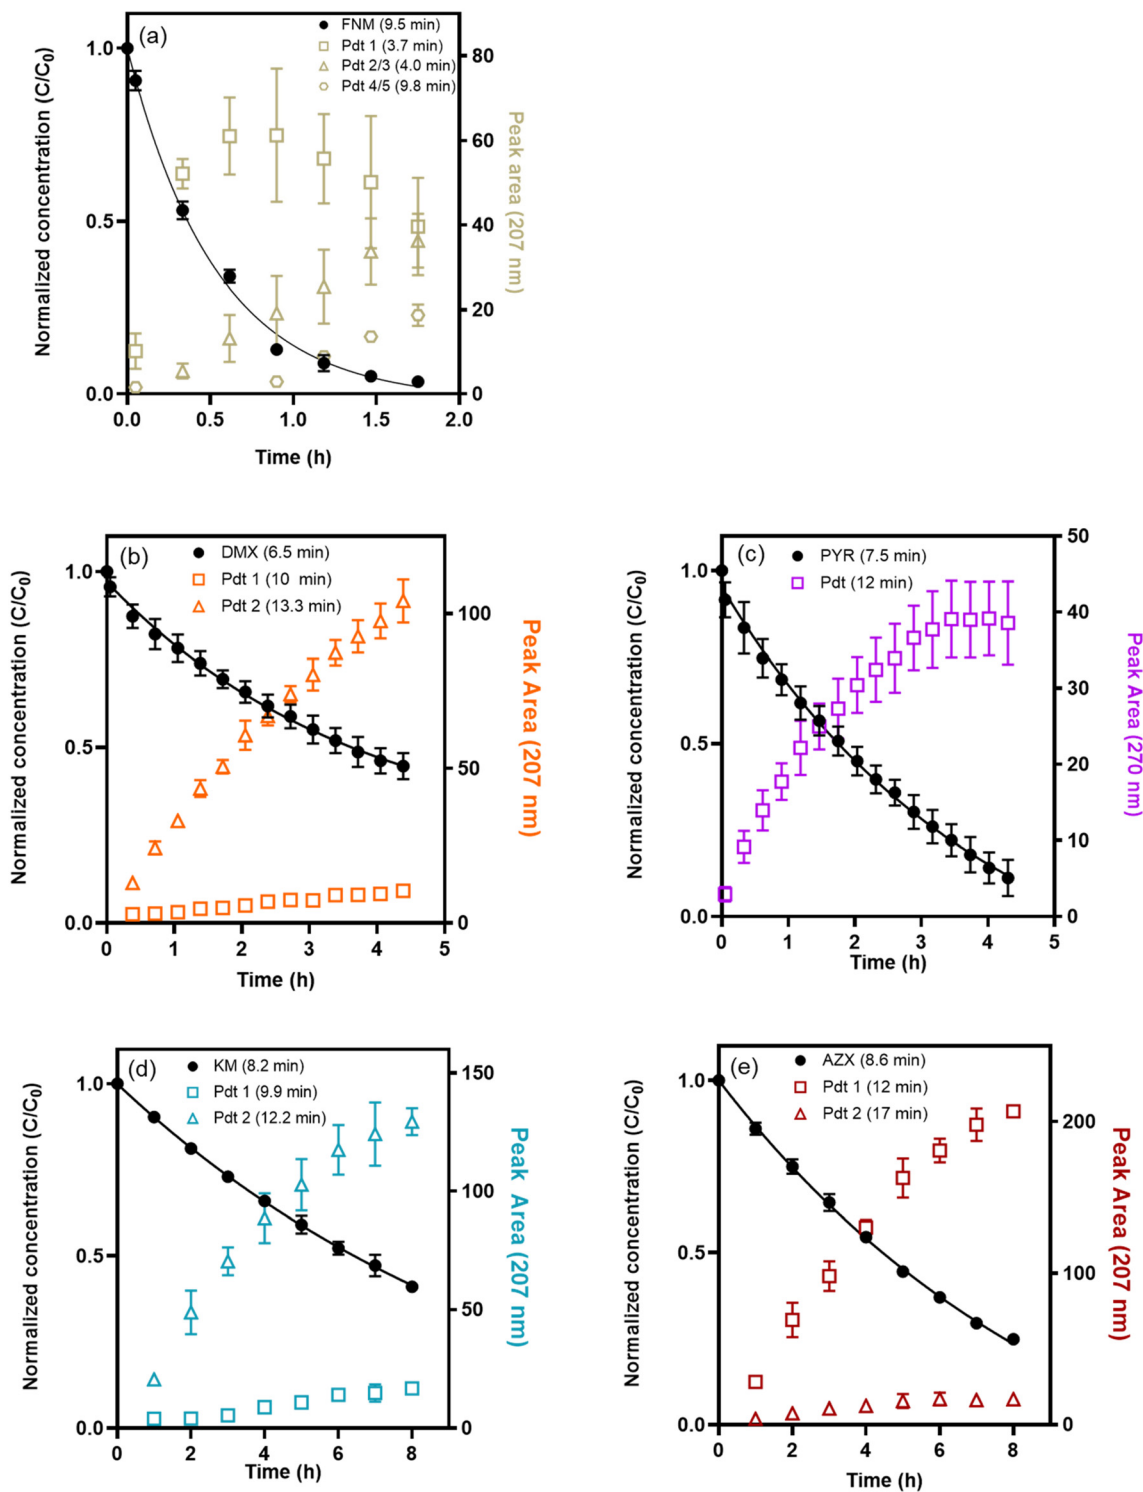 (a)
FNM (9.5 min)
Pdt 1 (3.7 min)
Pdt 2/3 (4.0 min)
Pdt 4/5 (9.8 min)
Normalized concentration (C/C₀)
1.0
0.5
0.0
80
60
40
20
0
Peak area (207 nm)
0.0 0.5 1.0 1.5 2.0
Time (h)
(b)
DMX (6.5 min)
Pdt 1 (10 min)
Pdt 2 (13.3 min)
Normalized concentration (C/C₀)
1.0
0.5
0.0
100
50
0
Peak Area (207 nm)
0 1 2 3 4 5
Time (h)
(c)
PYR (7.5 min)
Pdt (12 min)
Normalized concentration (C/C₀)
1.0
0.5
0.0
50
40
30
20
10
0
Peak Area (270 nm)
0 1 2 3 4 5
Time (h)
(d)
KM (8.2 min)
Pdt 1 (9.9 min)
Pdt 2 (12.2 min)
Normalized concentration (C/C₀)
1.0
0.5
0.0
150
100
50
0
Peak Area (207 nm)
0 2 4 6 8
Time (h)
(e)
AZX (8.6 min)
Pdt 1 (12 min)
Pdt 2 (17 min)
Normalized concentration (C/C₀)
1.0
0.5
0.0
200
100
0
Peak Area (207 nm)
0 2 4 6 8
Time (h)